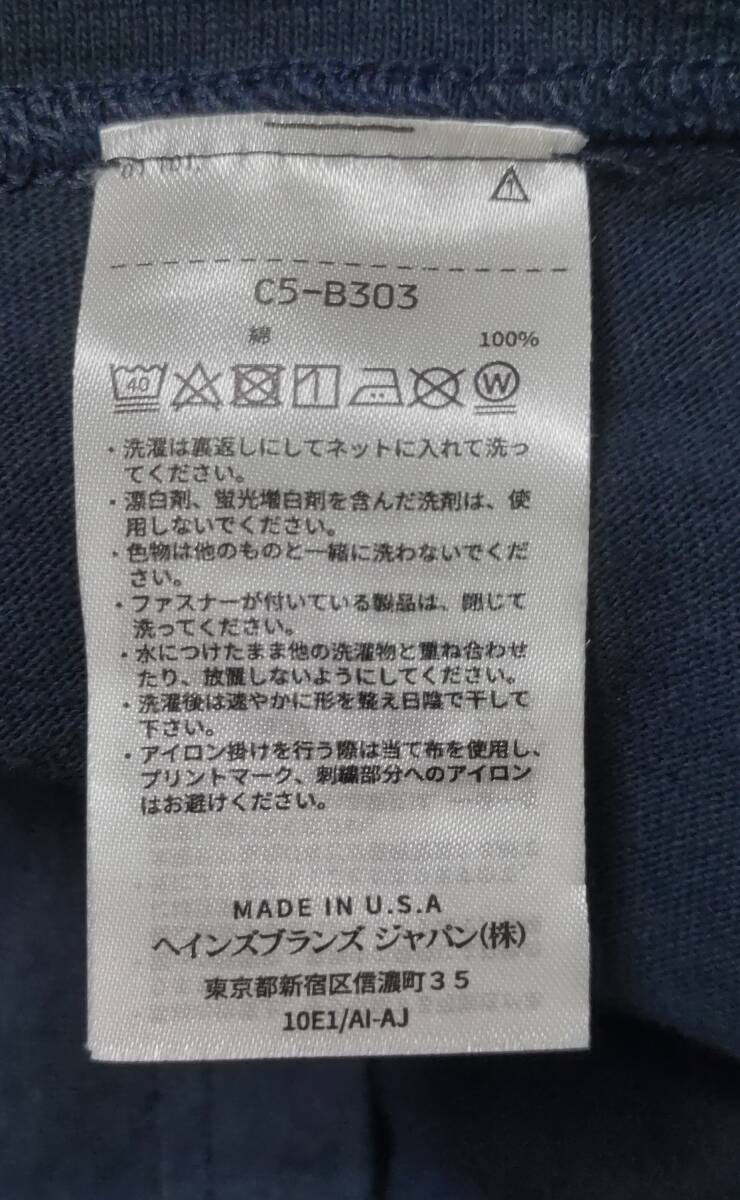 C5-B303
綿 100%
40 W
・洗濯は裏返しにしてネットに入れて洗っ
てください。
・漂白剤、蛍光増白剤を含んだ洗剤は、使
用しないでください。
・色物は他のものと一緒に洗わないでくだ
さい。
・ファスナーが付いている製品は、閉じて
洗ってください。
・水につけたまま他の洗濯物と重ね合わせ
たり、放置しないようにしてください。
・洗濯後は速やかに形を整え日陰で干して
下さい。
・アイロン掛けを行う際は当て布を使用し、
プリントマーク、刺繍部分へのアイロン
はお避けください。
MADE IN U.S.A
ヘインズブランズ ジャパン(株)
東京都新宿区信濃町35
10E1/AI-AJ